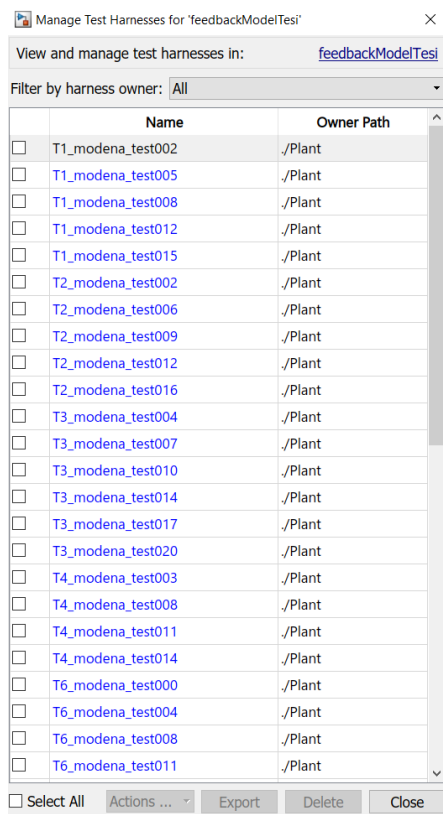 Manage Test Harnesses for 'feedbackModelTesi'
View and manage test harnesses in: feedbackModelTesi
Filter by harness owner: All
Name Owner Path
T1_modena_test002 ./Plant
T1_modena_test005 ./Plant
T1_modena_test008 ./Plant
T1_modena_test012 ./Plant
T1_modena_test015 ./Plant
T2_modena_test002 ./Plant
T2_modena_test006 ./Plant
T2_modena_test009 ./Plant
T2_modena_test012 ./Plant
T2_modena_test016 ./Plant
T3_modena_test004 ./Plant
T3_modena_test007 ./Plant
T3_modena_test010 ./Plant
T3_modena_test014 ./Plant
T3_modena_test017 ./Plant
T3_modena_test020 ./Plant
T4_modena_test003 ./Plant
T4_modena_test008 ./Plant
T4_modena_test011 ./Plant
T4_modena_test014 ./Plant
T6_modena_test000 ./Plant
T6_modena_test004 ./Plant
T6_modena_test008 ./Plant
T6_modena_test011 ./Plant
Select All Actions ... Export Delete Close